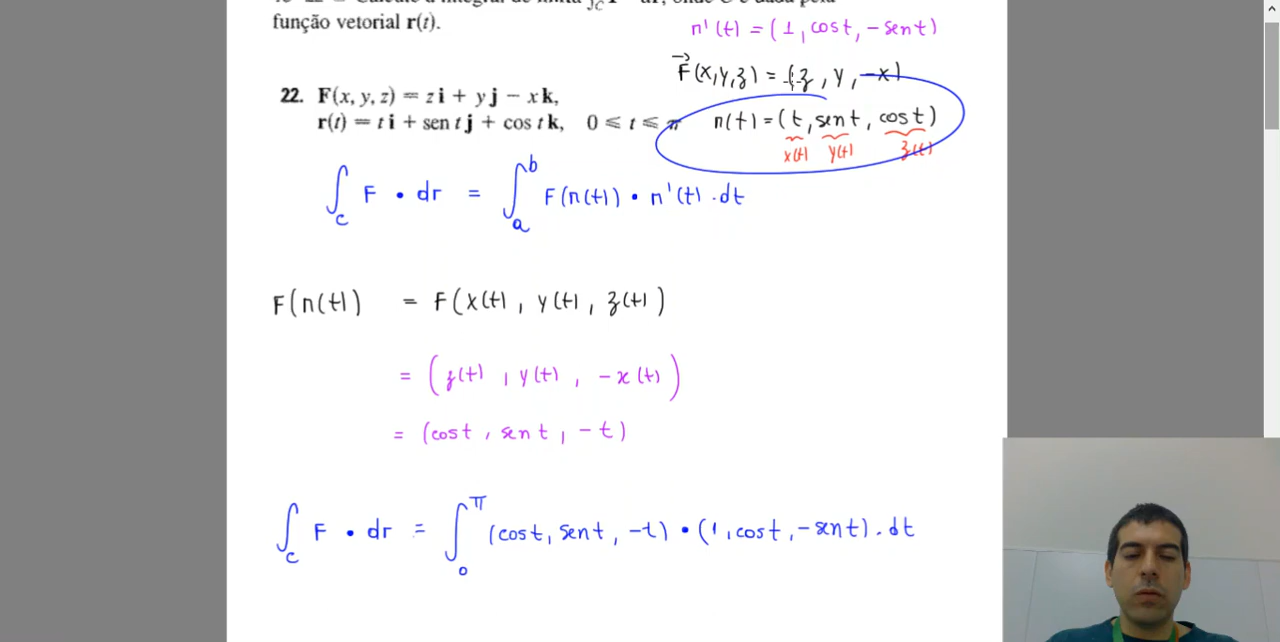 função vetorial r(t).
n'(t) = (1, cost, -sent)
F(x,y,z) = (z, y, -x)
22. F(x, y, z) = z i + y j − x k,
r(t) = t i + sen t j + cos t k, 0 ⩽ t ⩽ π
n(t) = (t, sent, cost)
x(t) y(t) z(t)
∫c F • dr = ∫a^b F(n(t)) • n'(t) . dt
F(n(t)) = F(x(t), y(t), z(t))
= (z(t), y(t), -x(t))
= (cost, sent, -t)
∫c F • dr = ∫0^π (cost, sent, -t) • (1, cost, -sent) . dt